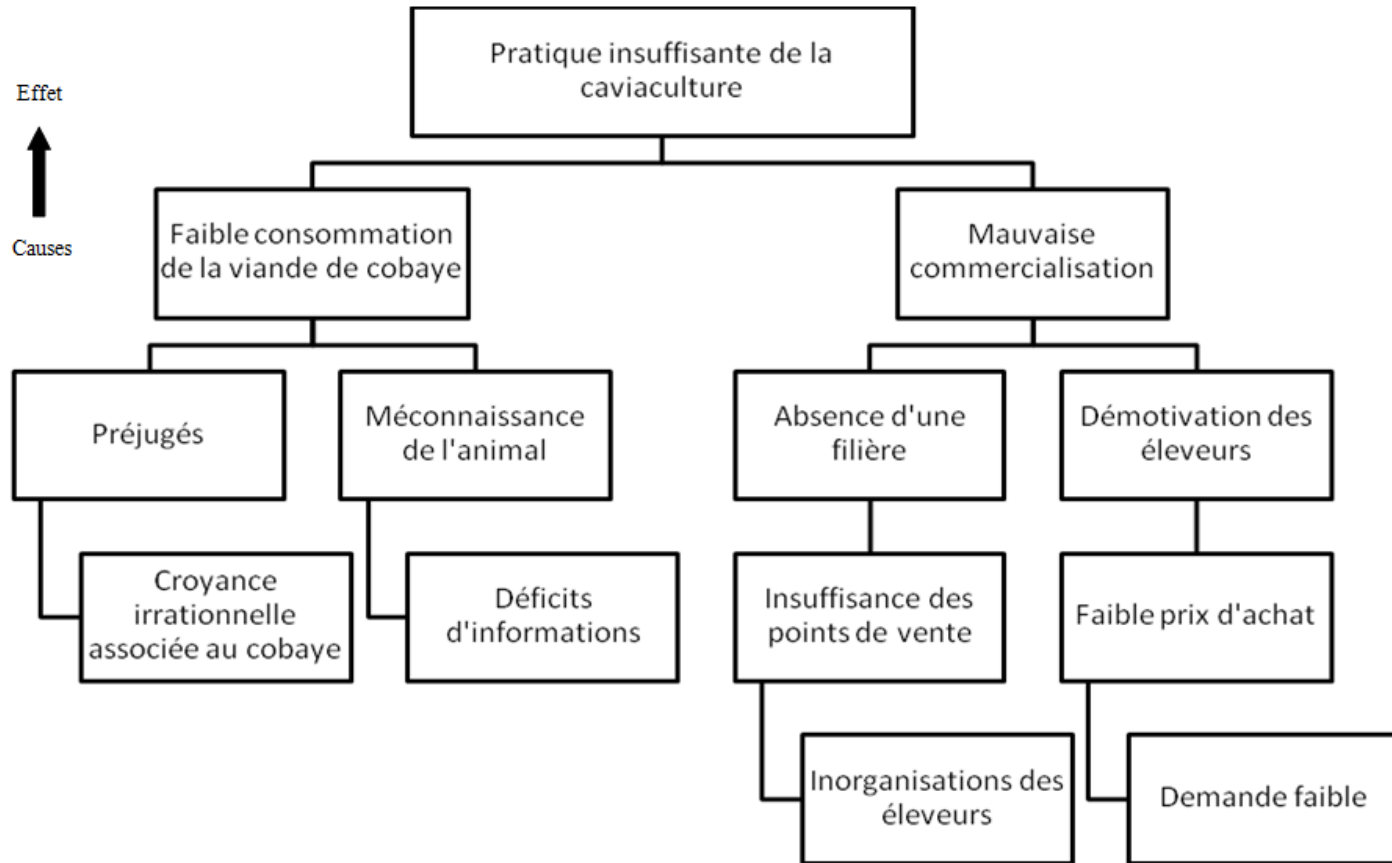 Pratique insuffisante de la
caviaculture
Effet
Causes
Faible consommation
de la viande de cobaye
Mauvaise
commercialisation
Préjugés
Méconnaissance
de l'animal
Absence d'une
filière
Démotivation des
éleveurs
Croyance
irrationnelle
associée au cobaye
Déficits
d'informations
Insuffisance des
points de vente
Faible prix d'achat
Inorganisations des
éleveurs
Demande faible